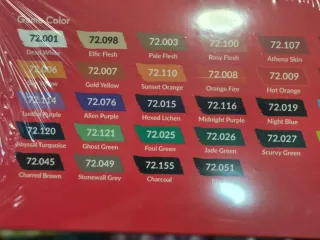 Game Color
72.001 72.098 72.003 72.100 72.107
Dead White Elfic Flesh Pale Flesh Rosy Flesh Athena Skin
72.007 72.110 72.008 72.009
Gold Yellow Sunset Orange Orange Fire Hot Orange
72.076 72.015 72.116 72.019
Alien Purple Hexed Lichen Midnight Purple Night Blue
72.120 72.121 72.025 72.026 72.027
Abyssal Turquoise Ghost Green Foul Green Jade Green Scurvy Green
72.045 72.049 72.155 72.051
Charred Brown Stonewall Grey Charcoal